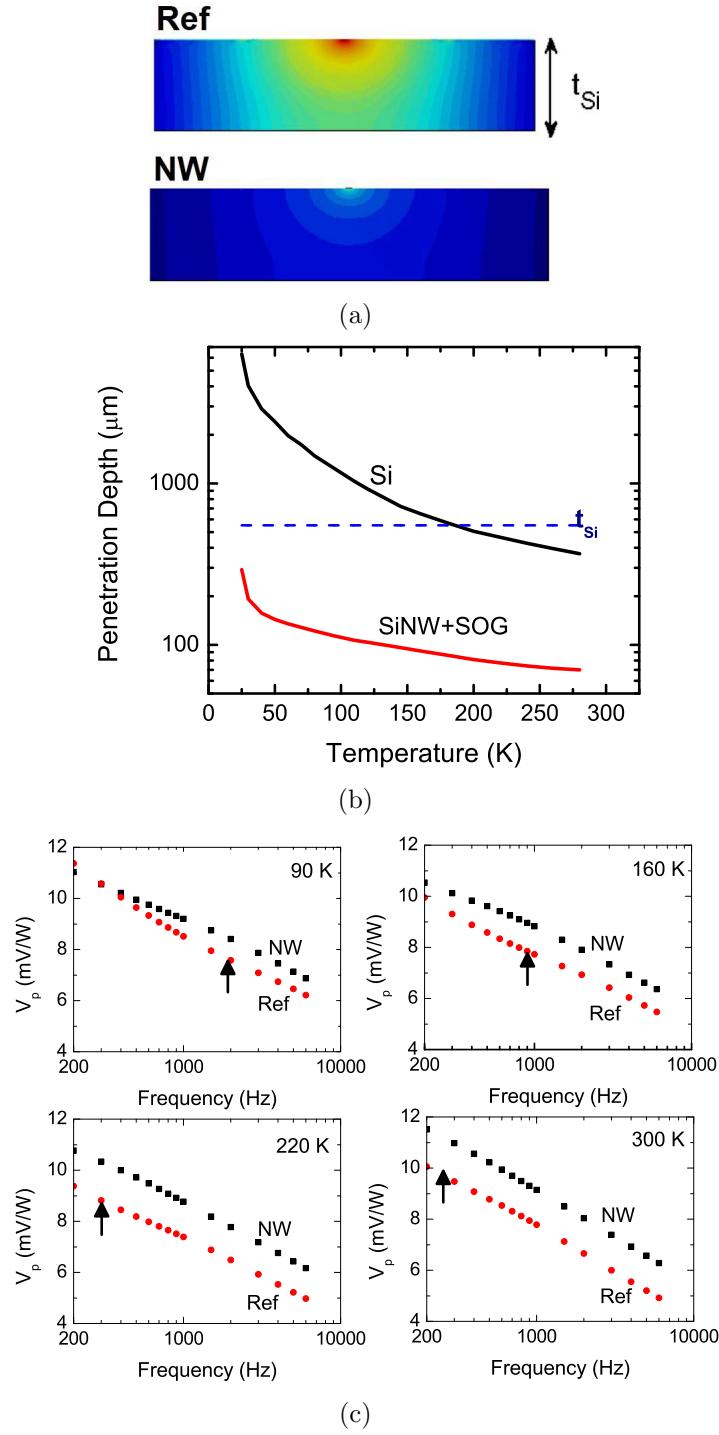 Ref
t_Si
NW
(a)
Penetration Depth (μm)
1000
100
Si
t_Si
SiNW+SOG
0 50 100 150 200 250 300
Temperature (K)
(b)
12
10
8
6
4
V_p (mV/W)
90 K
NW
Ref
200 1000 10000
Frequency (Hz)
12
10
8
6
4
V_p (mV/W)
160 K
NW
Ref
200 1000 10000
Frequency (Hz)
12
10
8
6
4
V_p (mV/W)
220 K
NW
Ref
200 1000 10000
Frequency (Hz)
12
10
8
6
4
V_p (mV/W)
300 K
NW
Ref
200 1000 10000
Frequency (Hz)
(c)